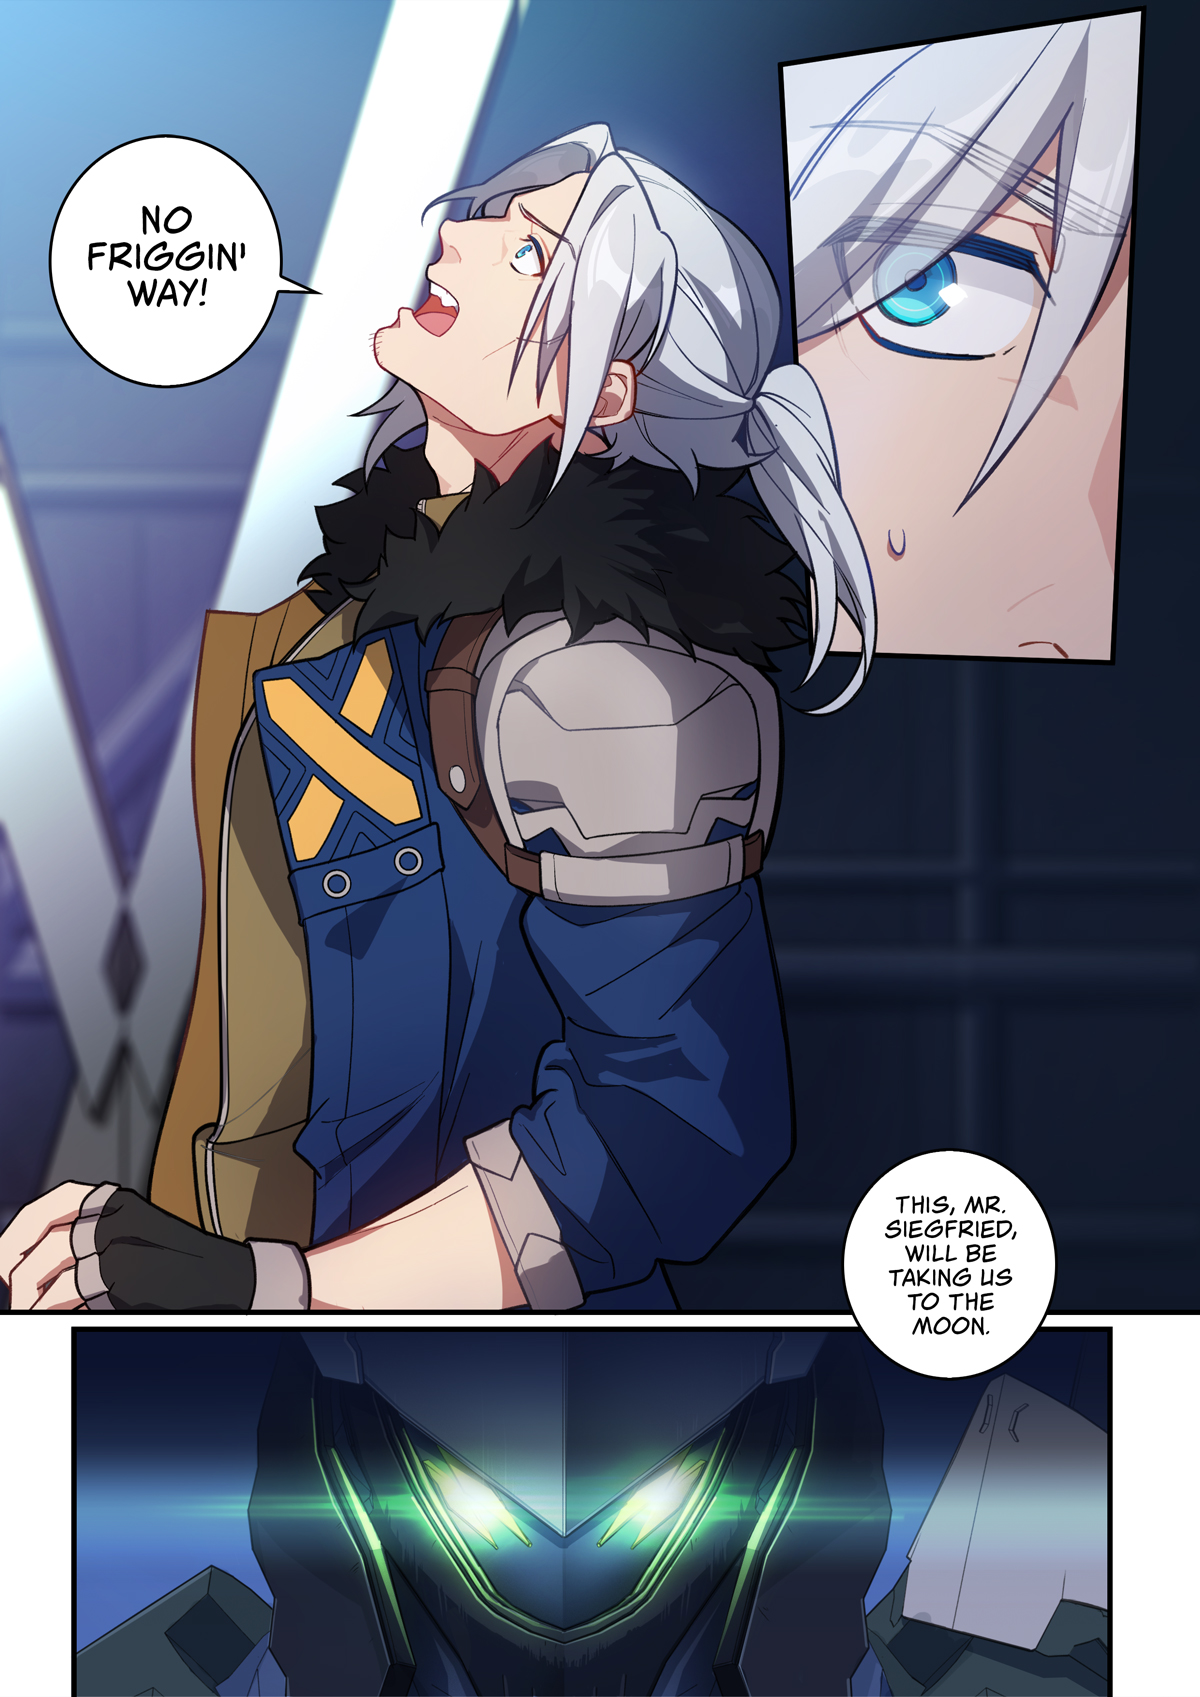 NO
FRIGGIN'
WAY!
THIS, MR.
SIEGFRIED,
WILL BE
TAKING US
TO THE
MOON.